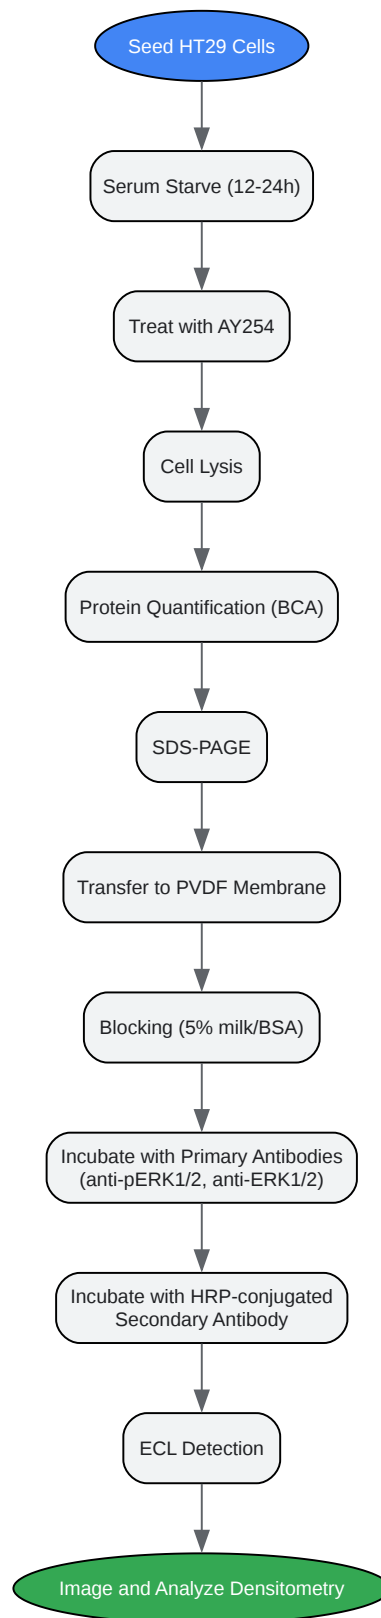 Seed HT29 Cells
Serum Starve (12-24h)
Treat with AY254
Cell Lysis
Protein Quantification (BCA)
SDS-PAGE
Transfer to PVDF Membrane
Blocking (5% milk/BSA)
Incubate with Primary Antibodies
(anti-pERK1/2, anti-ERK1/2)
Incubate with HRP-conjugated
Secondary Antibody
ECL Detection
Image and Analyze Densitometry